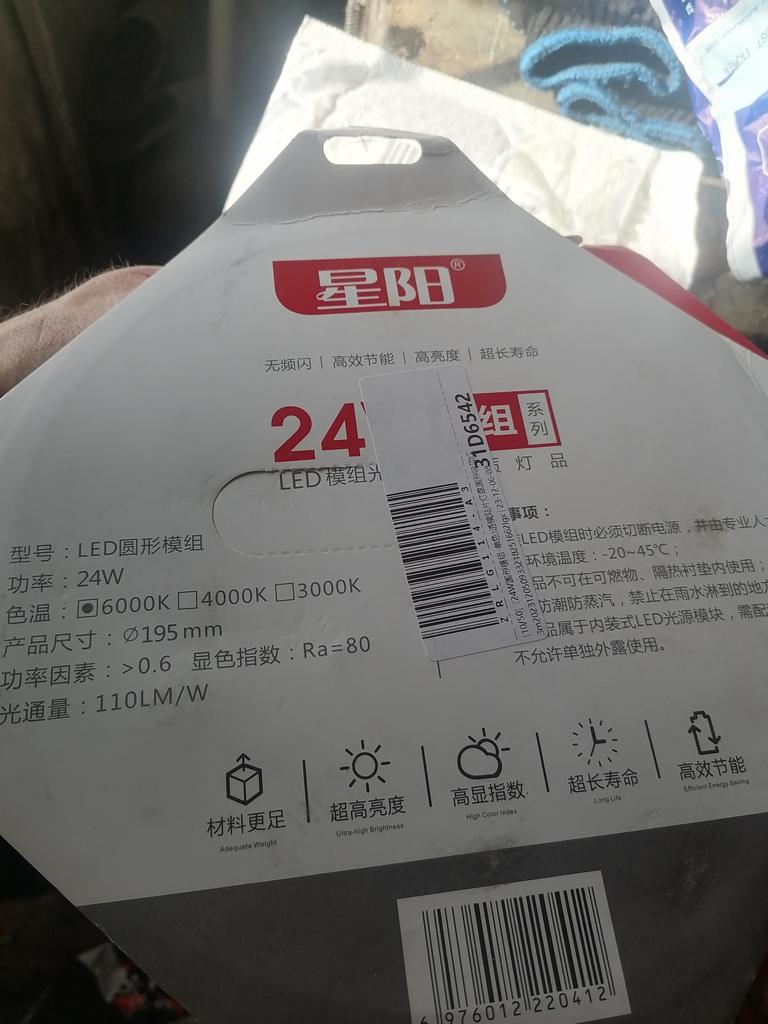 星阳®
无频闪 | 高效节能 | 高亮度 | 超长寿命
24
组 系列
LED模组光
灯品
型号：LED圆形模组
功率：24W
色温：☑6000K □4000K □3000K
产品尺寸：Ø195mm
功率因素：>0.6 显色指数：Ra=80
光通量：110LM/W
事项：
LED模组时必须切断电源，并由专业人
环境温度：-20~45℃；
品不可在可燃物、隔热衬垫内使用；
防潮防蒸汽，禁止在雨水淋到的地方
品属于内装式LED光源模块，需配
不允许单独外露使用。
31D6542
材料更足
Adequate Weight
超高亮度
Ultra-high Brightness
高显指数
High Color Index
超长寿命
Long Life
高效节能
Efficient Energy Saving
6 976012 220412